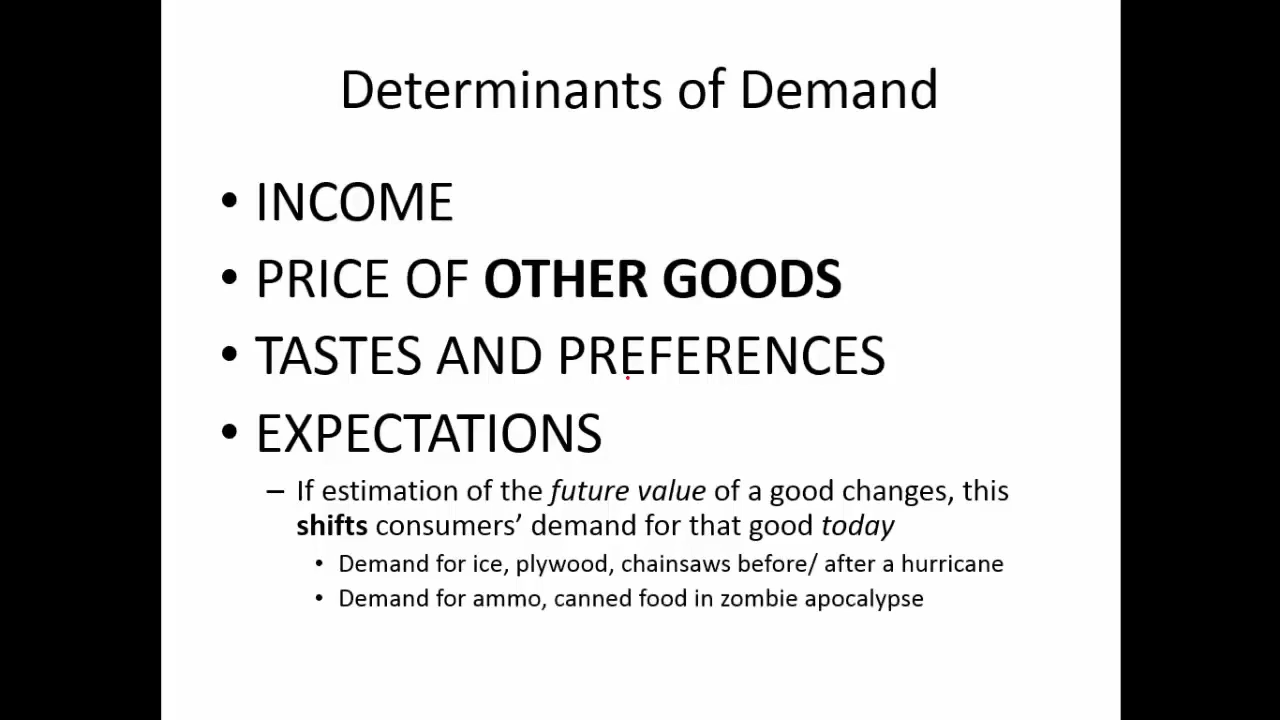 Determinants of Demand
• INCOME
• PRICE OF OTHER GOODS
• TASTES AND PREFERENCES
• EXPECTATIONS
– If estimation of the future value of a good changes, this
shifts consumers’ demand for that good today
• Demand for ice, plywood, chainsaws before/ after a hurricane
• Demand for ammo, canned food in zombie apocalypse